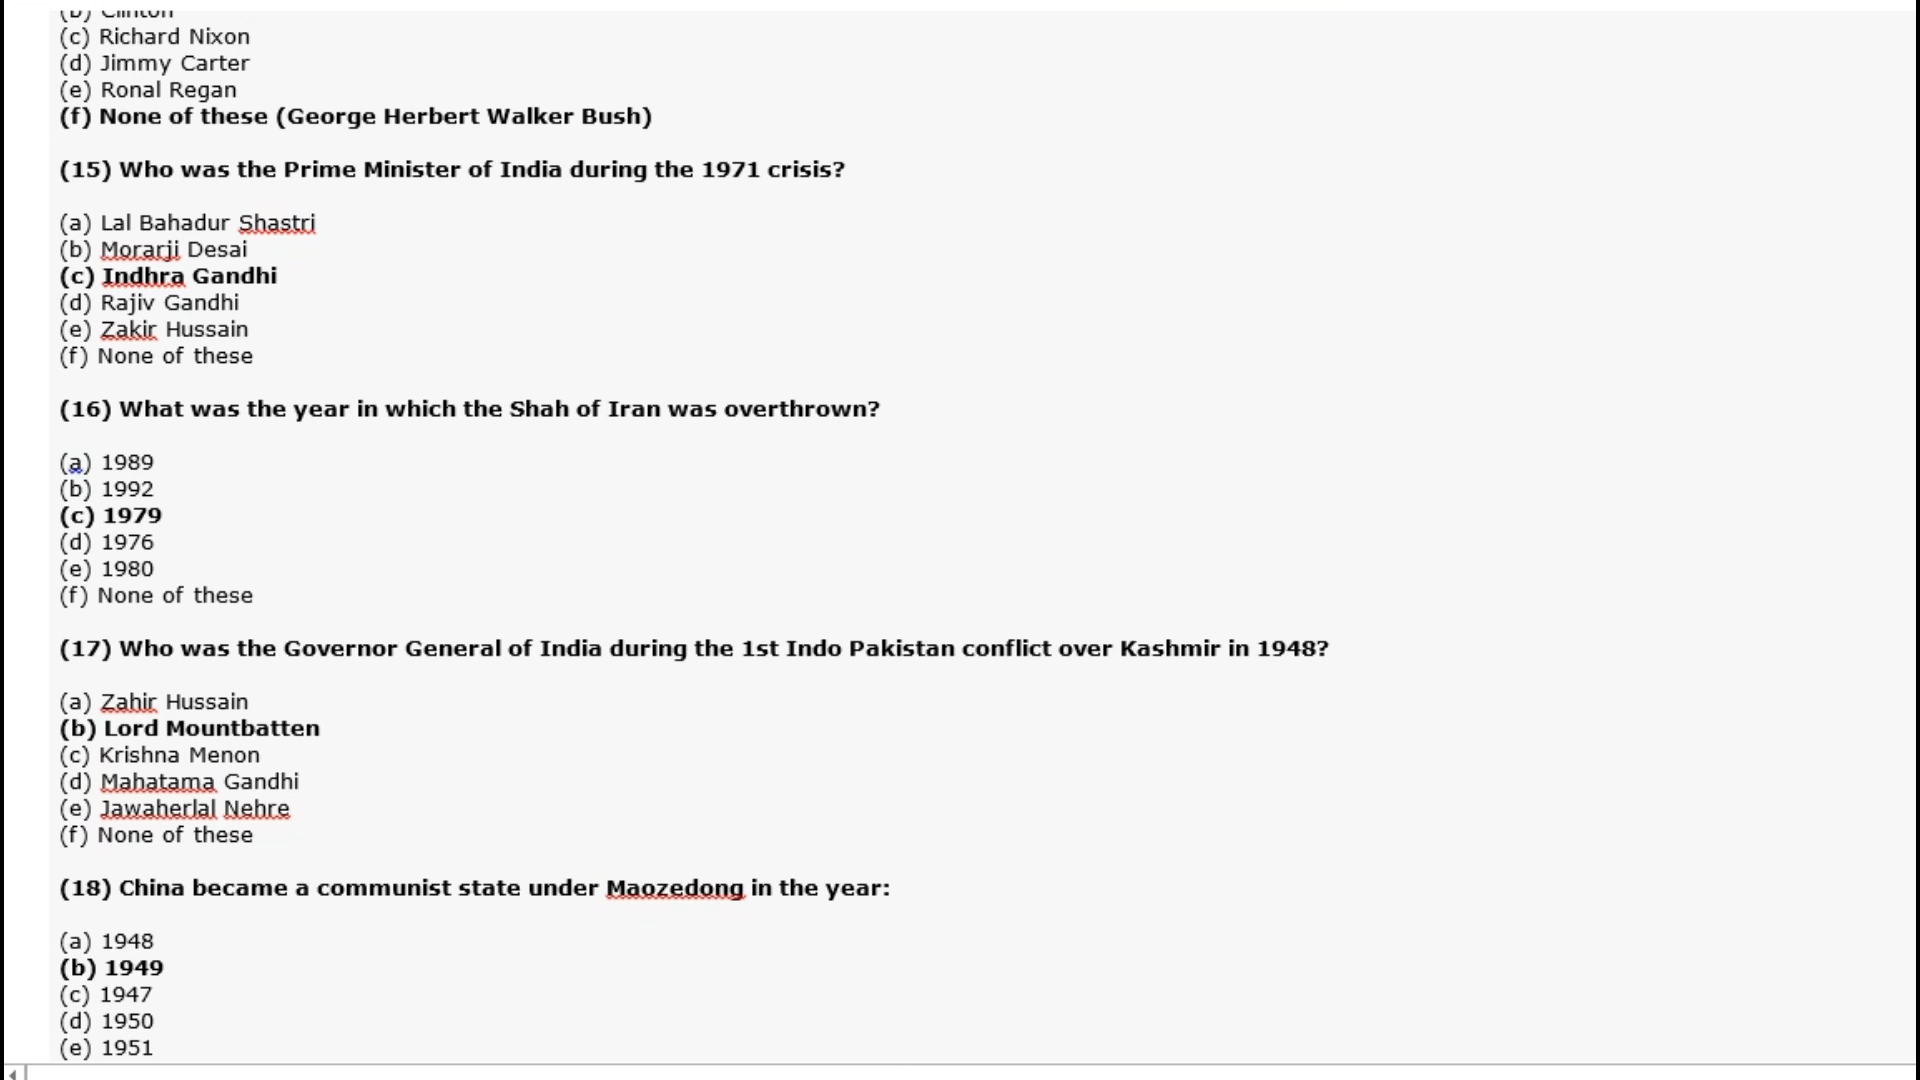 (b) Clinton
(c) Richard Nixon
(d) Jimmy Carter
(e) Ronal Regan
(f) None of these (George Herbert Walker Bush)
(15) Who was the Prime Minister of India during the 1971 crisis?
(a) Lal Bahadur Shastri
(b) Morarji Desai
(c) Indhra Gandhi
(d) Rajiv Gandhi
(e) Zakir Hussain
(f) None of these
(16) What was the year in which the Shah of Iran was overthrown?
(a) 1989
(b) 1992
(c) 1979
(d) 1976
(e) 1980
(f) None of these
(17) Who was the Governor General of India during the 1st Indo Pakistan conflict over Kashmir in 1948?
(a) Zahir Hussain
(b) Lord Mountbatten
(c) Krishna Menon
(d) Mahatama Gandhi
(e) Jawaherlal Nehre
(f) None of these
(18) China became a communist state under Maozedong in the year:
(a) 1948
(b) 1949
(c) 1947
(d) 1950
(e) 1951